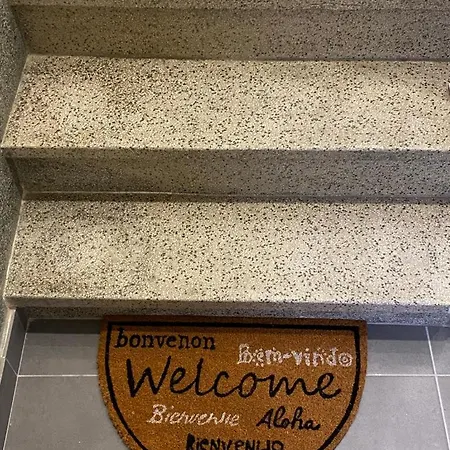 bonvenon
Bem-vindo
Welcome
Bienvenue Aloha
BIENVENIDO